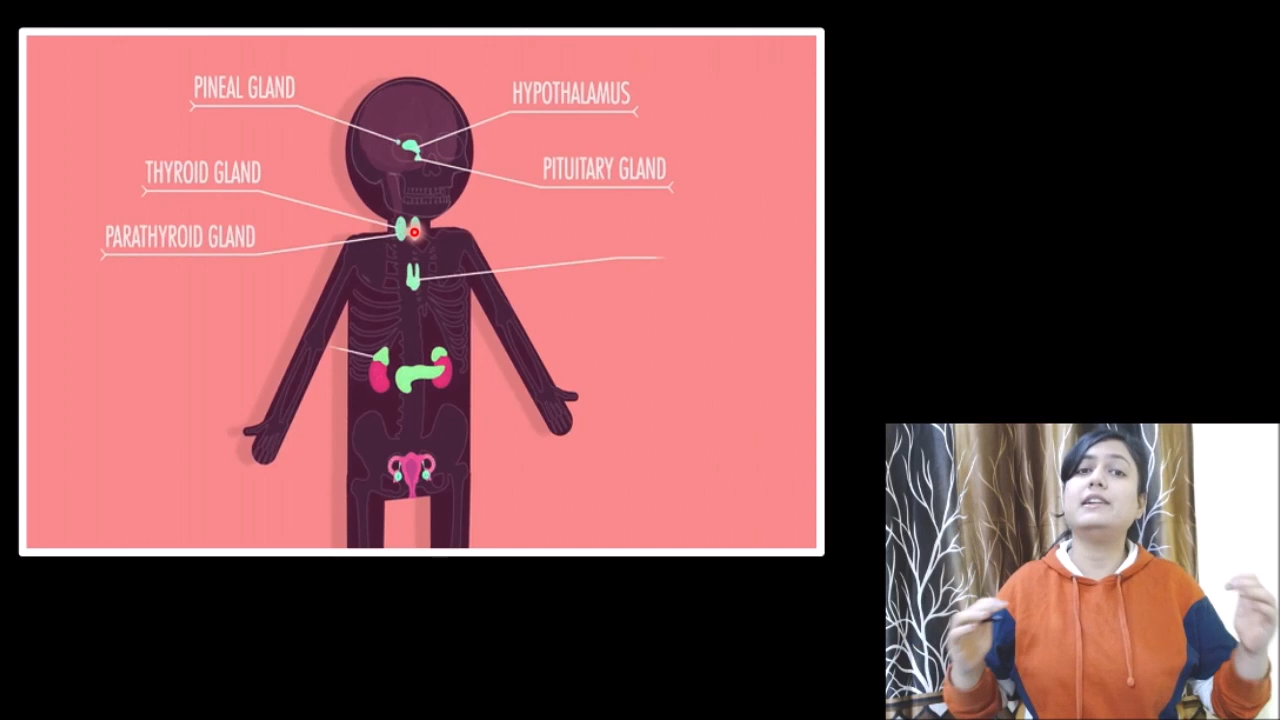 PINEAL GLAND
HYPOTHALAMUS
THYROID GLAND
PITUITARY GLAND
PARATHYROID GLAND